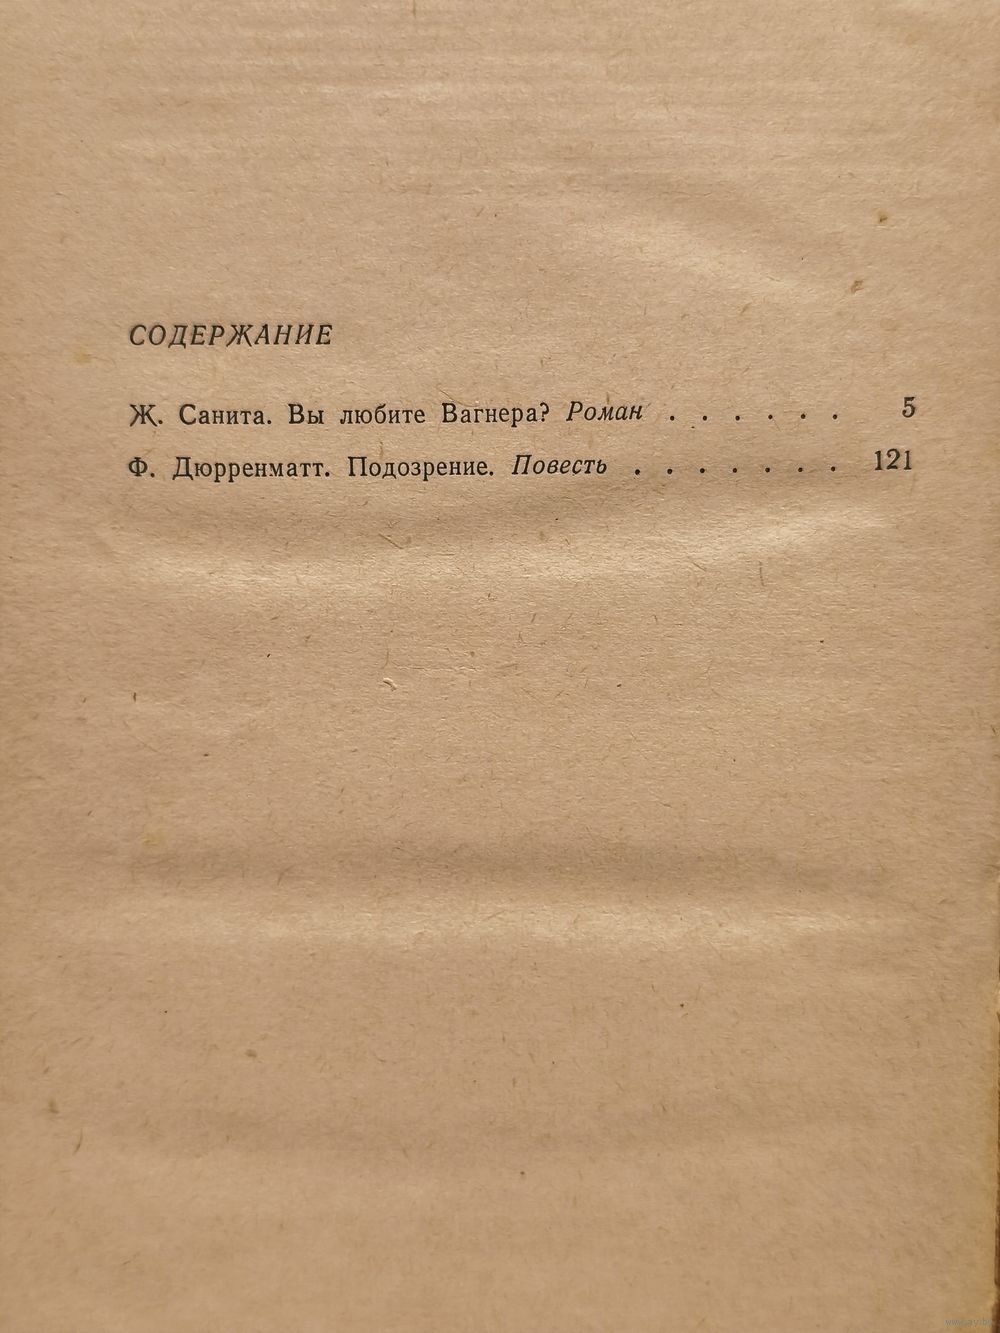 СОДЕРЖАНИЕ
Ж. Санита. Вы любите Вагнера? Роман . . . . . . 5
Ф. Дюрренматт. Подозрение. Повесть . . . . . . . 121